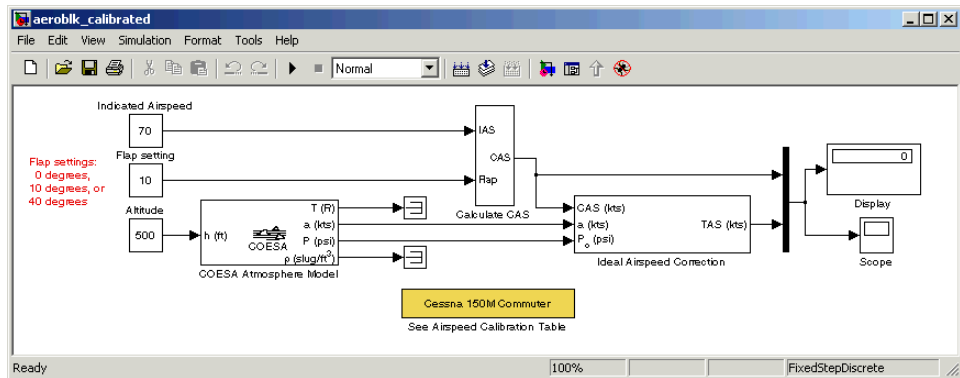 aeroblk_calibrated
File Edit View Simulation Format Tools Help
Normal
Indicated Airspeed
70
IAS
Flap setting
CAS
0
Flap settings:
0 degrees,
10 degrees, or
40 degrees
10
flap
Display
Calculate CAS
Altitude
T (R)
CAS (kts)
500
h (ft)
COESA
a (kts)
a (kts)
TAS (kts)
P (psi)
P₀ (psi)
ρ (slug/ft³)
Scope
COESA Atmosphere Model
Ideal Airspeed Correction
Cessna 150M Commuter
See Airspeed Calibration Table
Ready
100%
FixedStepDiscrete